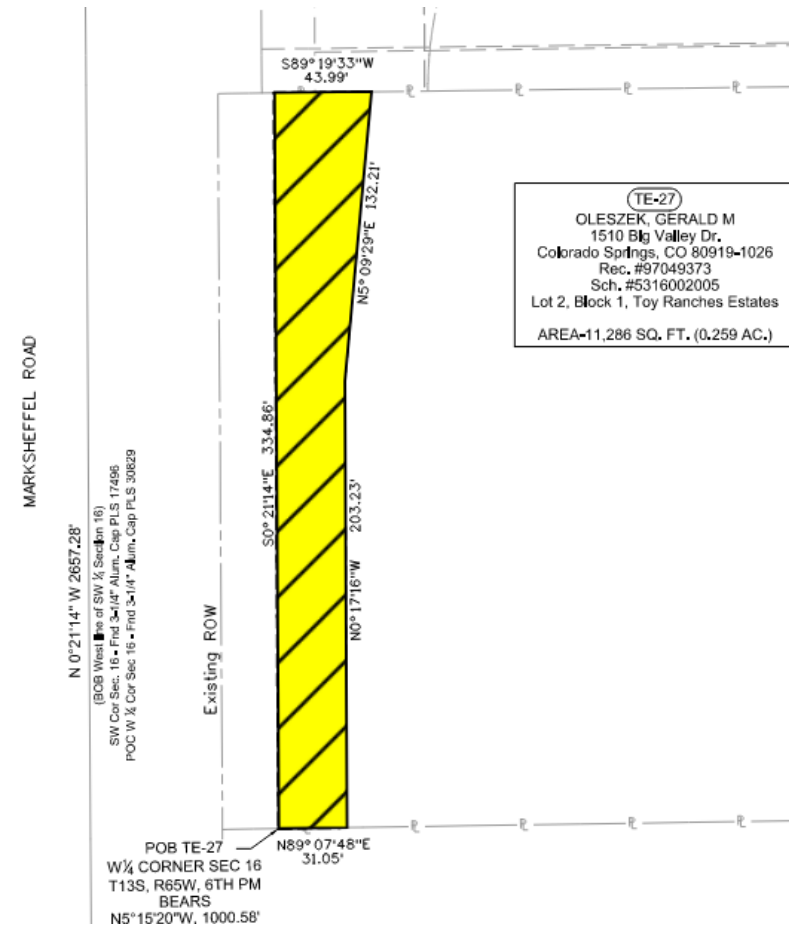 S89°19'33"W
43.99'
N5°09'29"E 132.21'
TE-27
OLESZEK, GERALD M
1510 Big Valley Dr.
Colorado Springs, CO 80919-1026
Rec. #97049373
Sch. #5316002005
Lot 2, Block 1, Toy Ranches Estates
AREA-11,286 SQ. FT. (0.259 AC.)
MARKSHEFFEL ROAD
N 0°21'14" W 2657.28'
(BOB West line of SW ¼ Section 16)
SW Cor Sec. 16 - Fnd 3-1/4" Alum. Cap PLS 17496
POC W ¼ Cor Sec 16 - Fnd 3-1/4" Alum. Cap PLS 30829
Existing ROW
S0°21'14"E 334.86'
N0°17'16"W 203.23'
POB TE-27
W¼ CORNER SEC 16
T13S, R65W, 6TH PM
BEARS
N5°15'20"W, 1000.58'
N89°07'48"E
31.05'